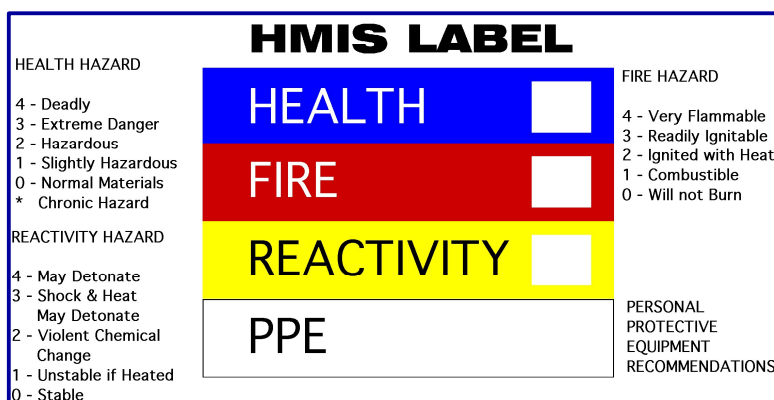 HMIS LABEL
HEALTH HAZARD
4 - Deadly
3 - Extreme Danger
2 - Hazardous
1 - Slightly Hazardous
0 - Normal Materials
* Chronic Hazard
REACTIVITY HAZARD
4 - May Detonate
3 - Shock & Heat
May Detonate
2 - Violent Chemical
Change
1 - Unstable if Heated
0 - Stable
HEALTH
FIRE
REACTIVITY
PPE
FIRE HAZARD
4 - Very Flammable
3 - Readily Ignitable
2 - Ignited with Heat
1 - Combustible
0 - Will not Burn
PERSONAL
PROTECTIVE
EQUIPMENT
RECOMMENDATIONS